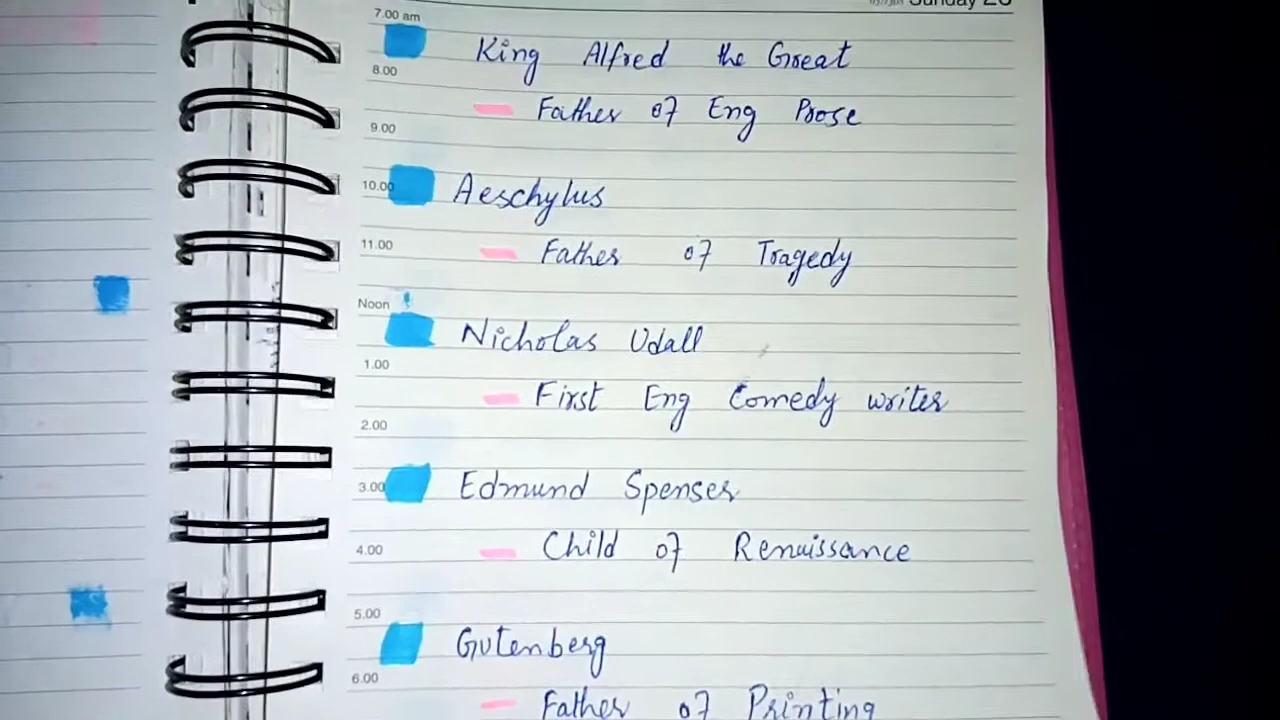 Sunday
7.00 am
King Alfred the Great
8.00
Father of Eng Prose
9.00
10.00
Aeschylus
11.00
Father of Tragedy
Noon
Nicholas Udall
1.00
First Eng Comedy writer
2.00
3.00
Edmund Spenser
4.00
Child of Renaissance
5.00
Gutenberg
6.00
Father of Printing